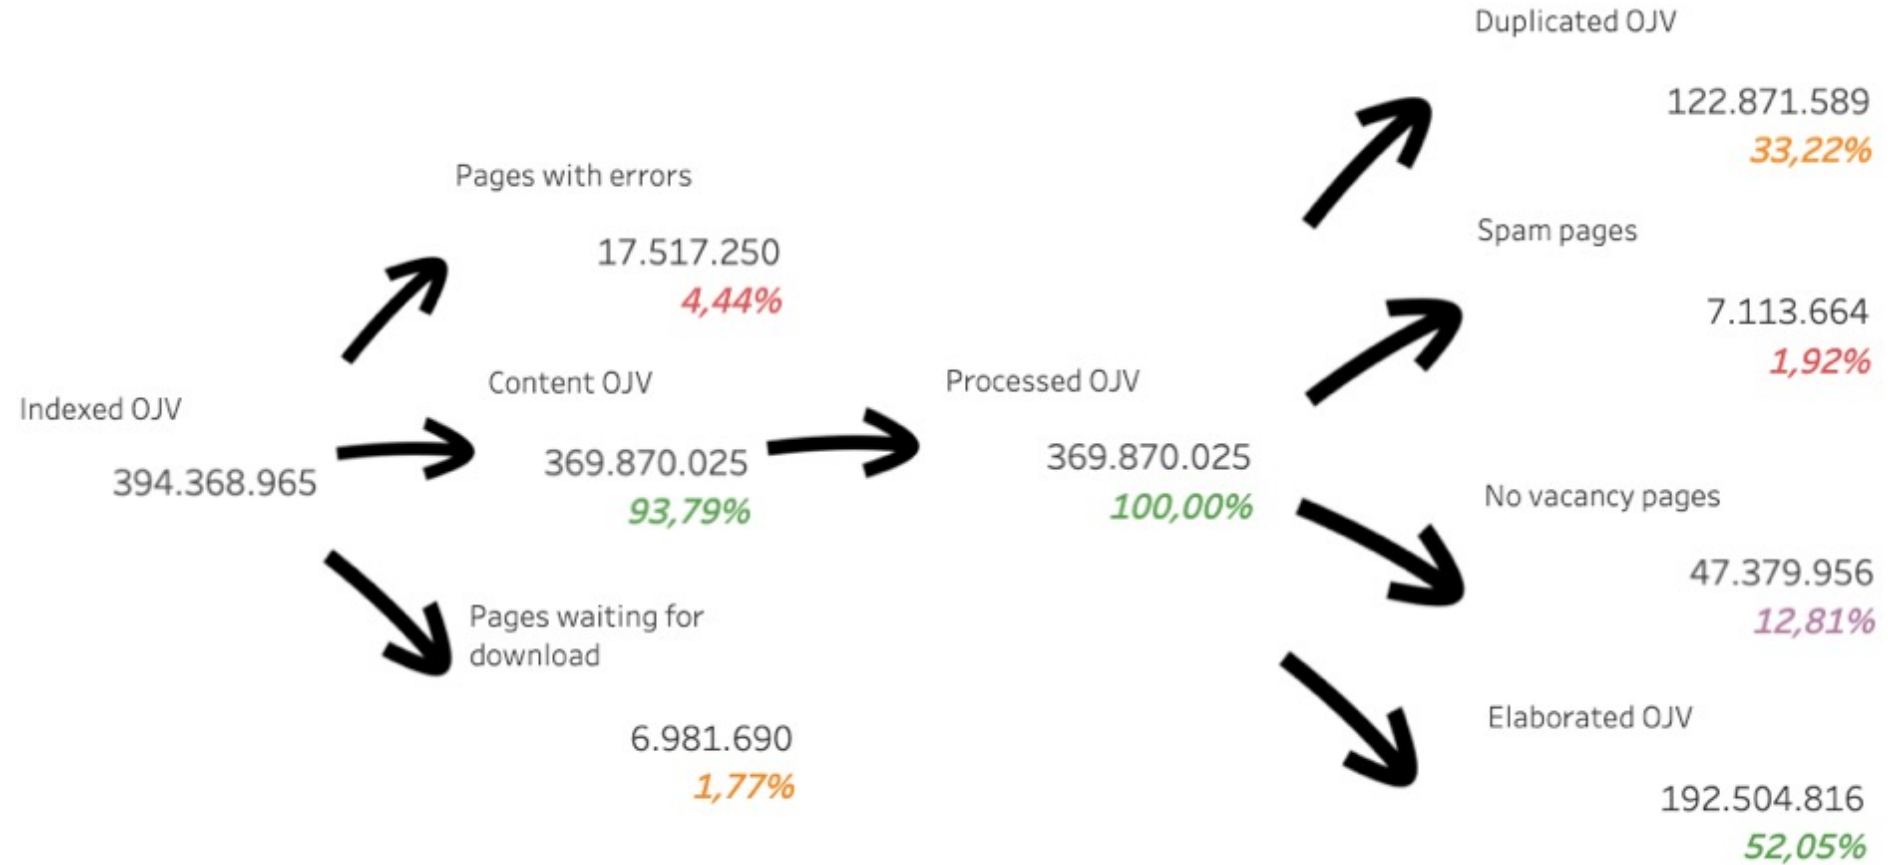 Indexed OJV
394.368.965
Pages with errors
17.517.250
4,44%
Content OJV
369.870.025
93,79%
Pages waiting for
download
6.981.690
1,77%
Processed OJV
369.870.025
100,00%
Duplicated OJV
122.871.589
33,22%
Spam pages
7.113.664
1,92%
No vacancy pages
47.379.956
12,81%
Elaborated OJV
192.504.816
52,05%